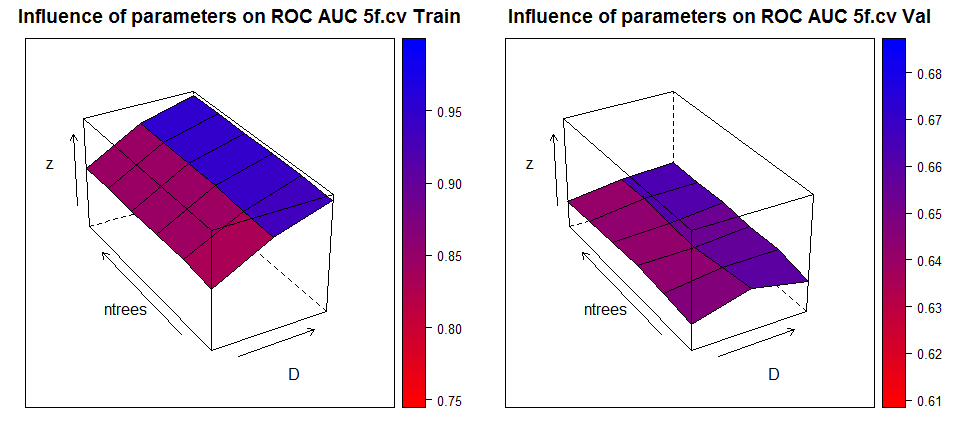 Influence of parameters on ROC AUC 5f.cv Train
z
ntrees
D
0.95
0.90
0.85
0.80
0.75
Influence of parameters on ROC AUC 5f.cv Val
z
ntrees
D
0.68
0.67
0.66
0.65
0.64
0.63
0.62
0.61